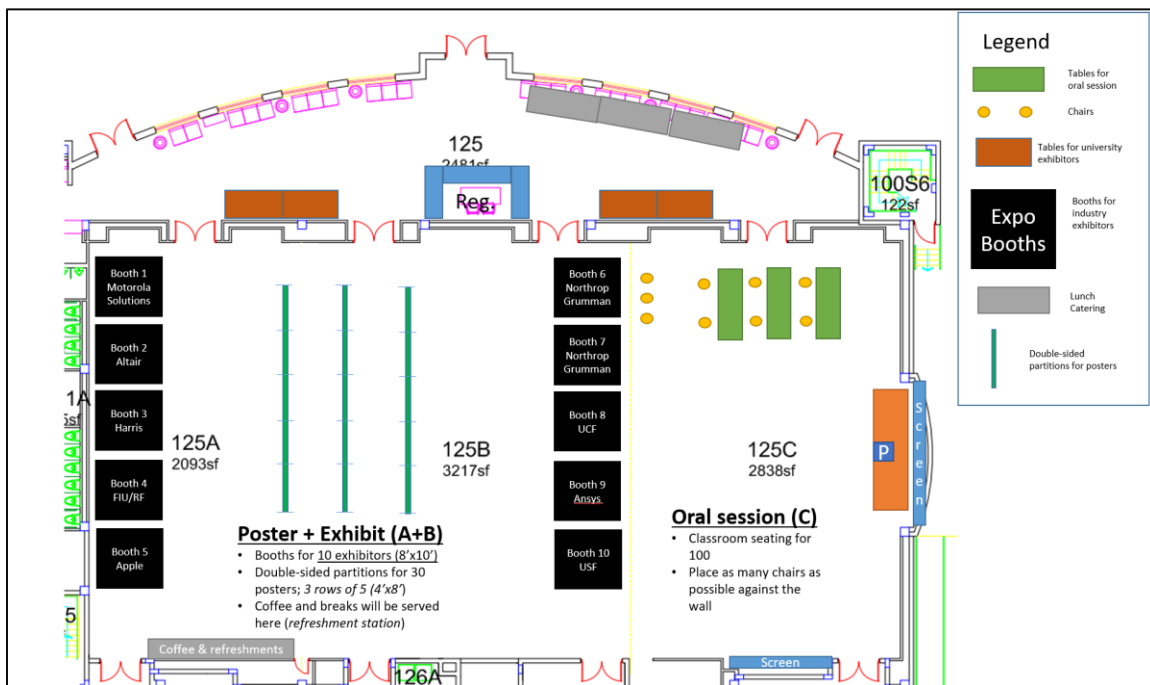 125
2481sf
Reg.
100S6
122sf
Legend
Tables for
oral session
Chairs
Tables for university
exhibitors
Expo
Booths
Booths for
industry
exhibitors
Lunch
Catering
Double-sided
partitions for posters
Booth 1
Motorola
Solutions
Booth 2
Altair
Booth 3
Harris
Booth 4
FIU/RF
Booth 5
Apple
1A
5sf
125A
2093sf
125B
3217sf
Booth 6
Northrop
Grumman
Booth 7
Northrop
Grumman
Booth 8
UCF
Booth 9
Ansys
Booth 10
USF
125C
2838sf
P
Screen
Poster + Exhibit (A+B)
• Booths for 10 exhibitors (8’x10’)
• Double-sided partitions for 30
posters; 3 rows of 5 (4’x8’)
• Coffee and breaks will be served
here (refreshment station)
Oral session (C)
• Classroom seating for
100
• Place as many chairs as
possible against the
wall
5
Coffee & refreshments
126A
Screen